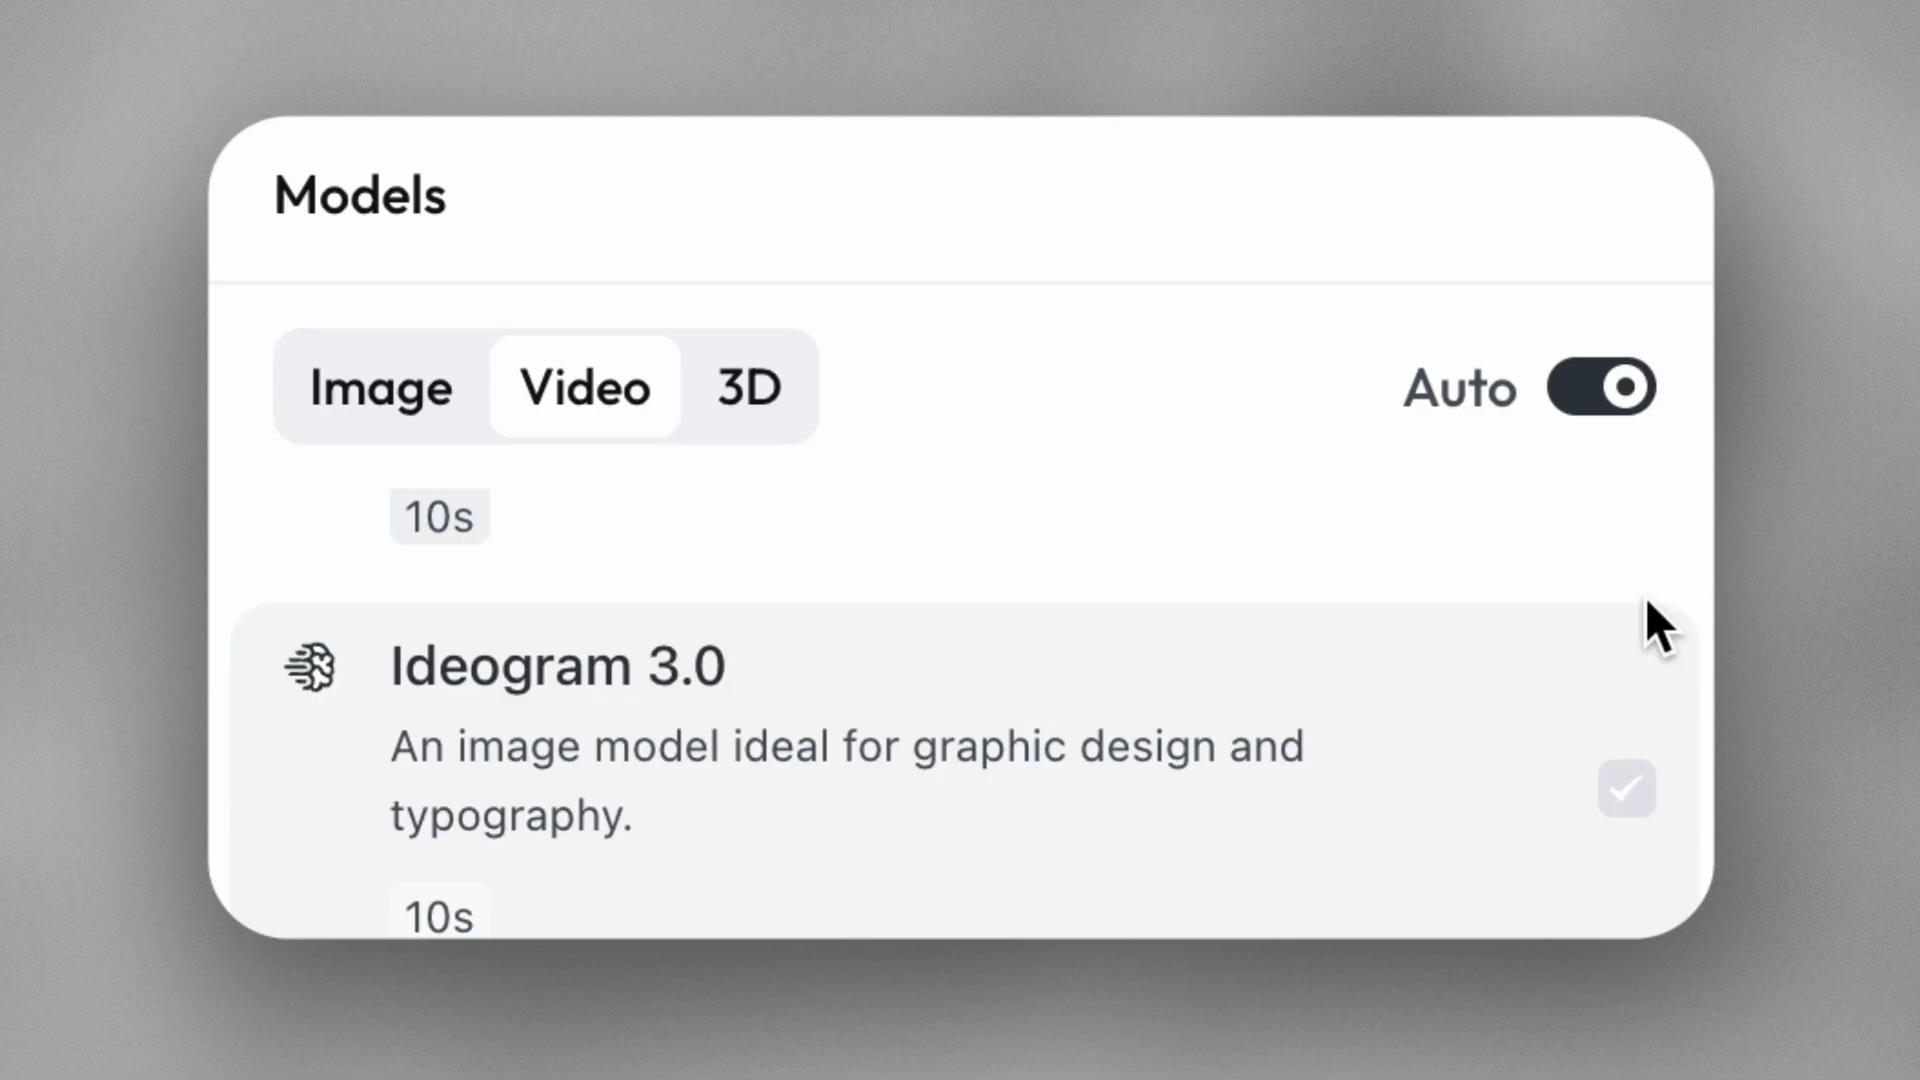 Models
Image Video 3D Auto
10s
Ideogram 3.0
An image model ideal for graphic design and
typography.
10s